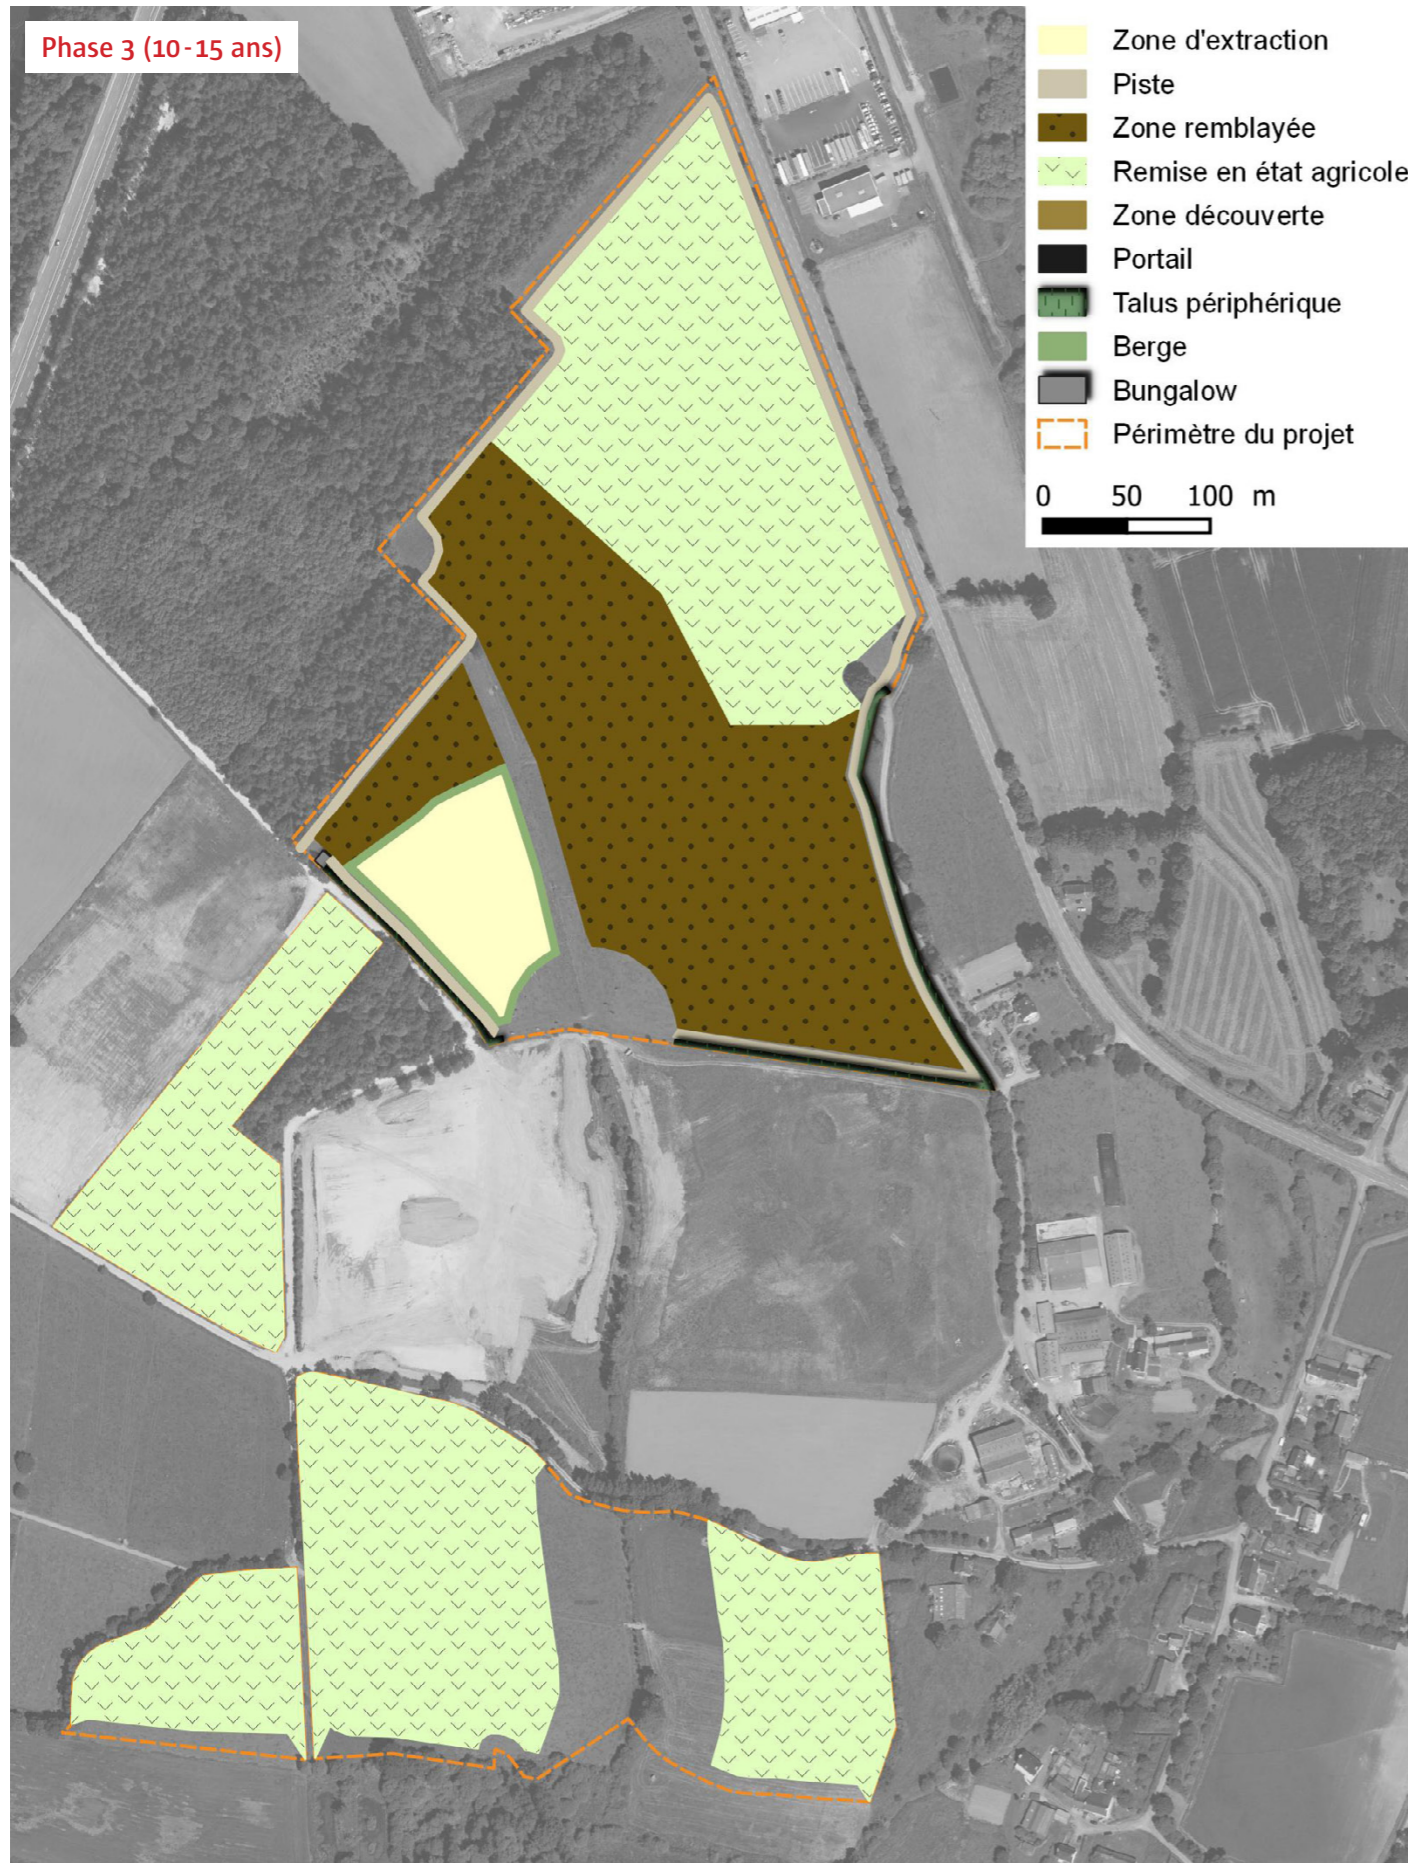 Phase 3 (10-15 ans)
Zone d'extraction
Piste
Zone remblayée
Remise en état agricole
Zone découverte
Portail
Talus périphérique
Berge
Bungalow
Périmètre du projet
0 50 100 m